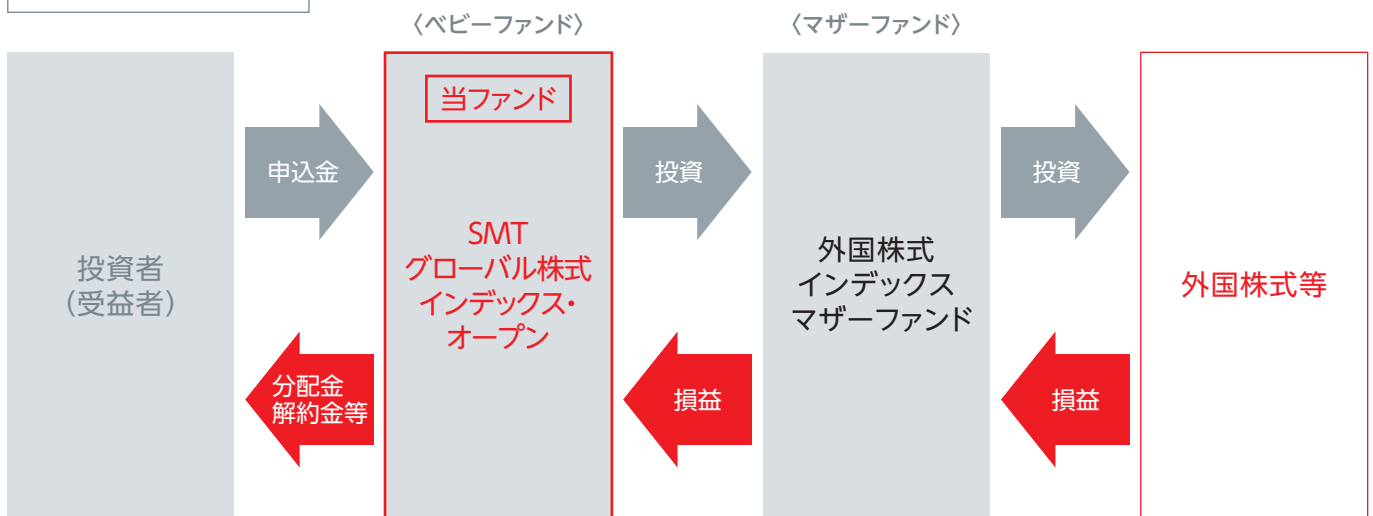 〈ベビーファンド〉
〈マザーファンド〉
投資者
(受益者)
申込金
分配金
解約金等
当ファンド
SMT
グローバル株式
インデックス・
オープン
投資
損益
外国株式
インデックス
マザーファンド
投資
損益
外国株式等